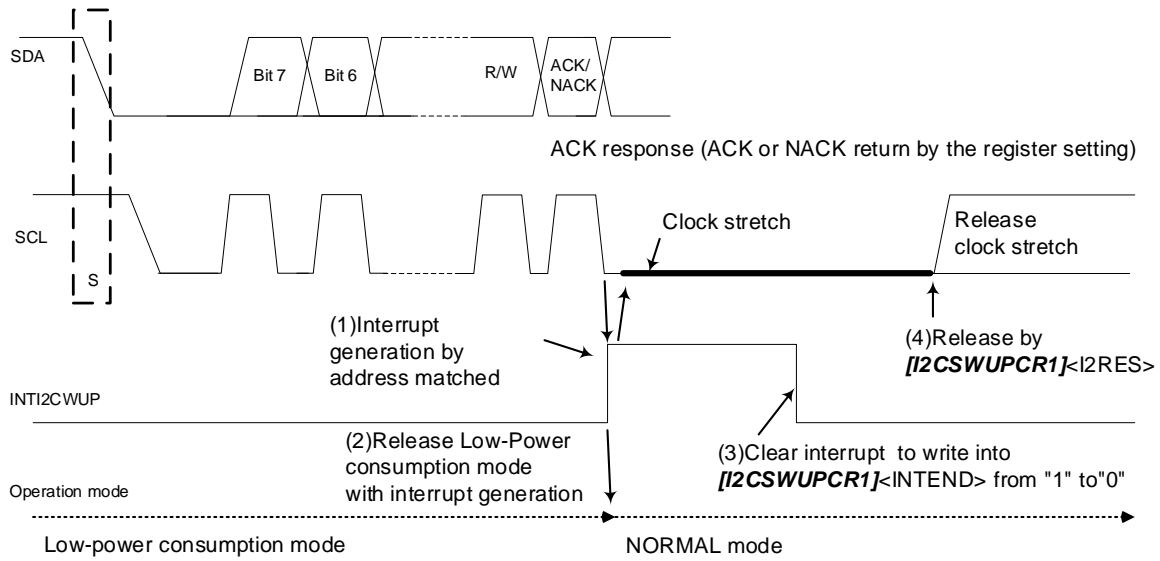 SDA
Bit 7
Bit 6
R/W
ACK/
NACK
ACK response (ACK or NACK return by the register setting)
SCL
S
Clock stretch
Release
clock stretch
(1)Interrupt
generation by
address matched
(4)Release by
[I2CSWUPCR1]<I2RES>
INTI2CWUP
(2)Release Low-Power
consumption mode
with interrupt generation
(3)Clear interrupt to write into
[I2CSWUPCR1]<INTEND> from "1" to"0"
Operation mode
Low-power consumption mode
NORMAL mode